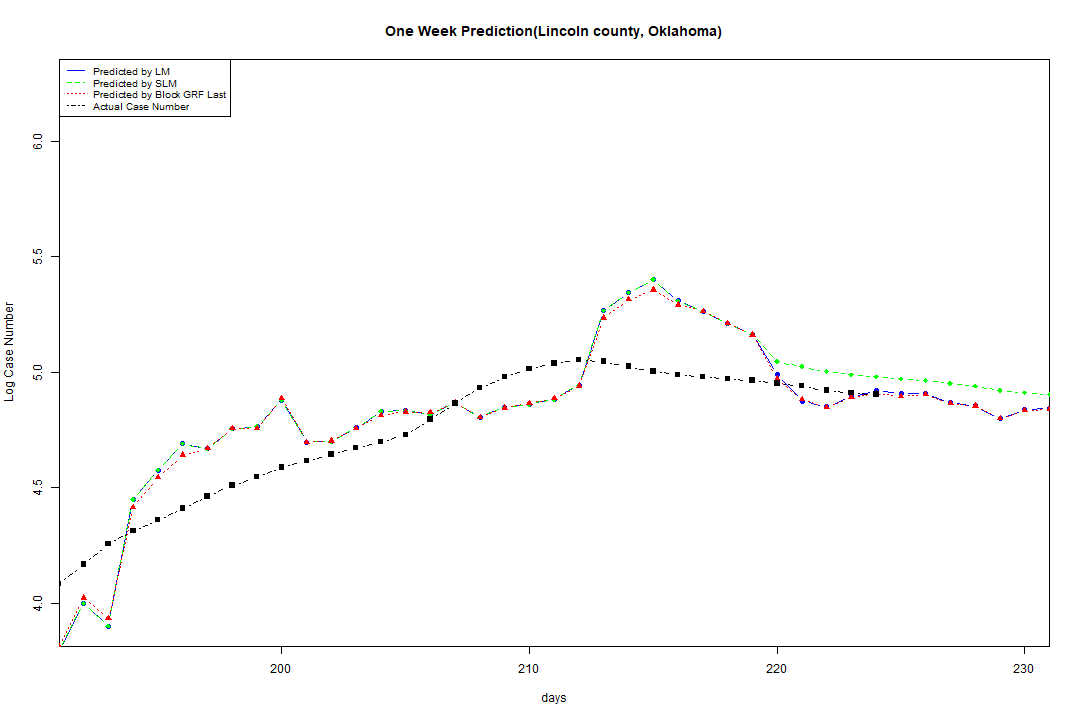 One Week Prediction(Lincoln county, Oklahoma)
Predicted by LM
Predicted by SLM
Predicted by Block GRF Last
Actual Case Number
6.0
5.5
5.0
4.5
4.0
Log Case Number
200 210 220 230
days